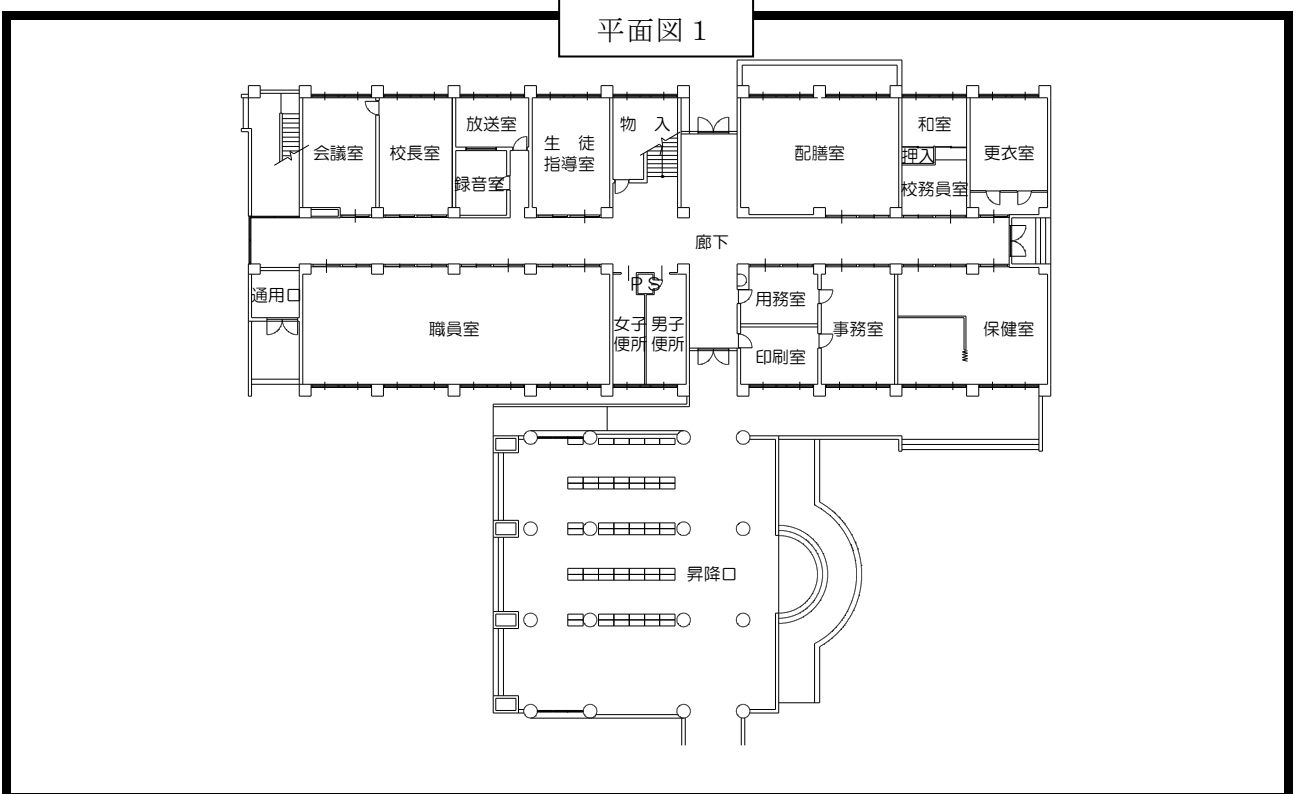 平面図１
放送室
物　入
和室
生　徒
指導室
会議室
校長室
配膳室
押入
更衣室
録音室
校務員室
廊下
PS
通用口
用務室
職員室
女子
便所
男子
便所
事務室
保健室
印刷室
昇降口